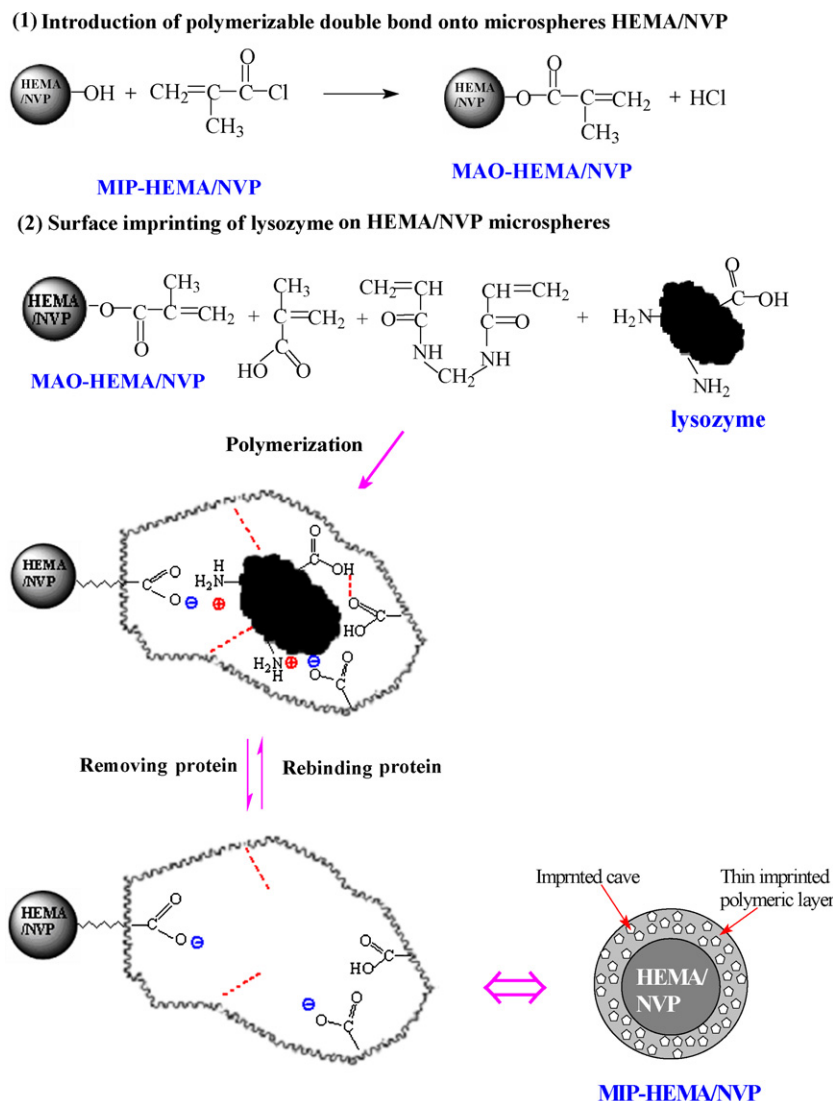 (1) Introduction of polymerizable double bond onto microspheres HEMA/NVP
HEMA
/NVP
OH + CH2 C C Cl
O
CH3
HEMA
/NVP
O C C CH2 + HCl
O
CH3
MIP-HEMA/NVP
MAO-HEMA/NVP
(2) Surface imprinting of lysozyme on HEMA/NVP microspheres
HEMA
/NVP
O C C CH2
CH3
O
MAO-HEMA/NVP
+
CH3
C CH2
C
HO O
+
CH2 CH
O C
NH
CH2
CH CH2
C O
NH
+
H2N
O
C
OH
NH2
lysozyme
Polymerization
HEMA
/NVP
C
O
O
⊖ ⊕
H
H2N
O
C
OH
O
C
HO
H2N
H
⊕ ⊖
O
C
O
Removing protein
Rebinding protein
HEMA
/NVP
C
O
O
⊖
O
C
HO
⊖
O
C
O
Imprnted cave
Thin imprinted
polymeric layer
HEMA/
NVP
MIP-HEMA/NVP